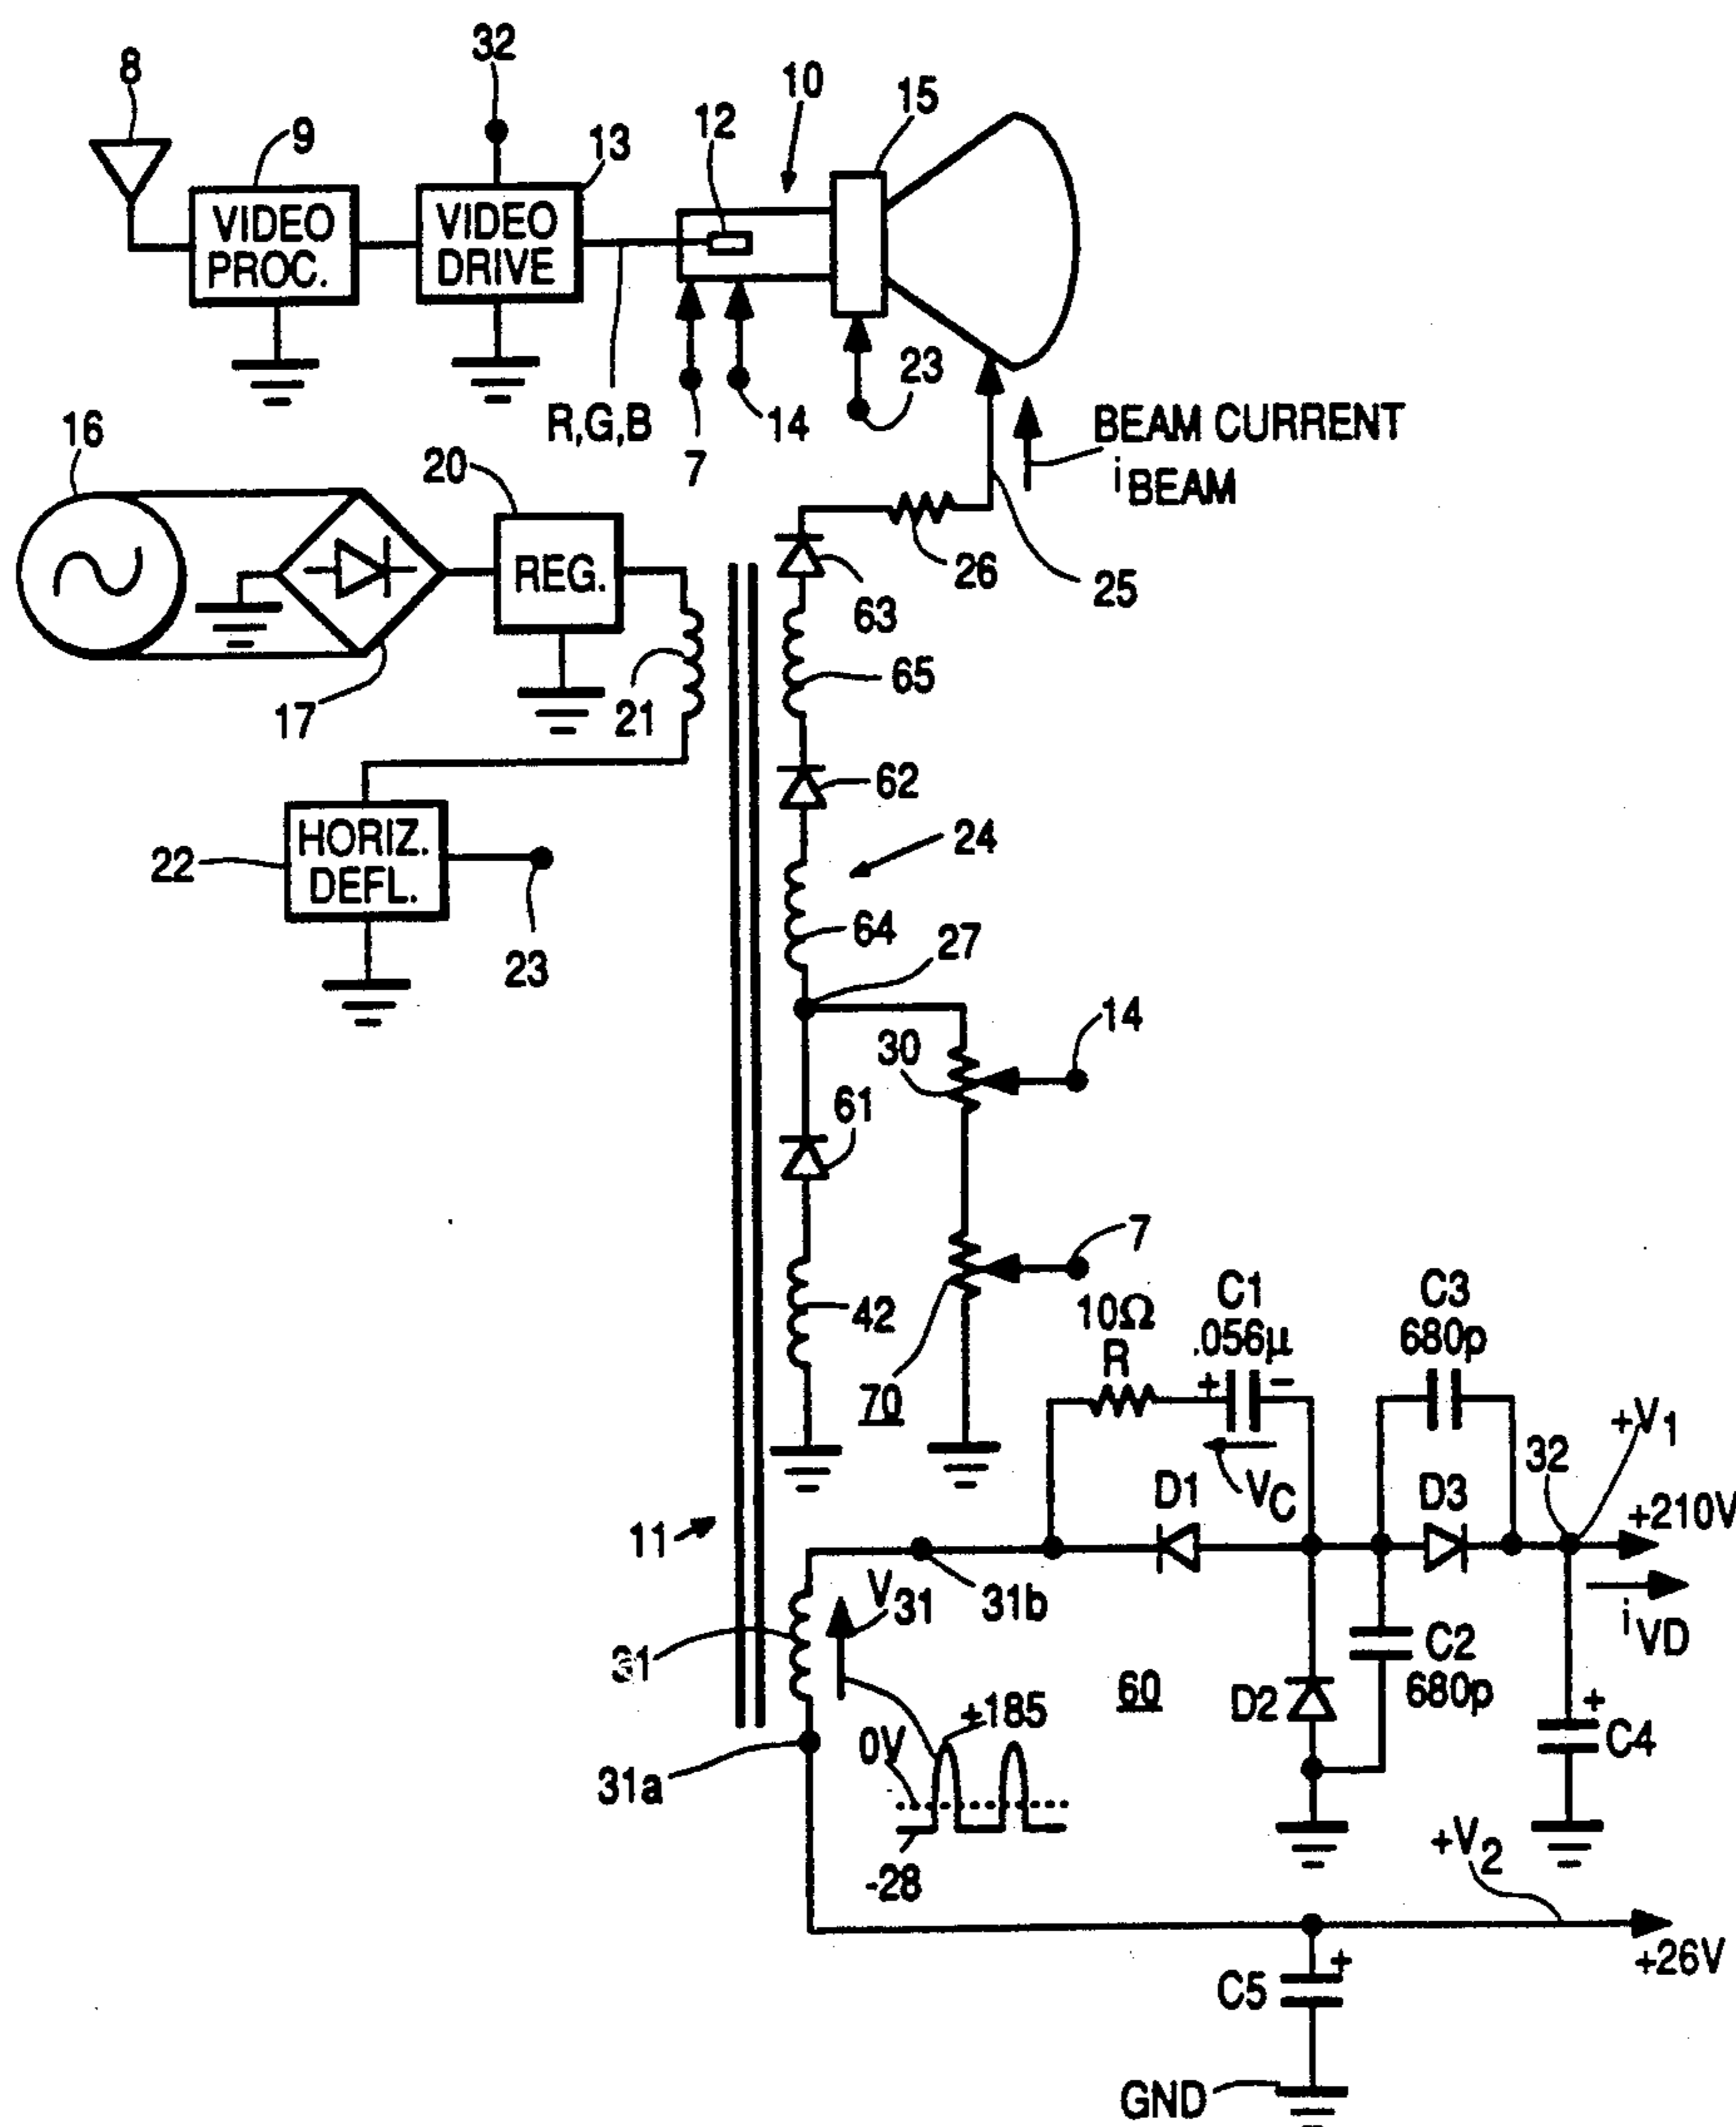 8
32
9
13
12
10
15
VIDEO
PROC.
VIDEO
DRIVE
R,G,B
7
14
23
BEAM CURRENT
iBEAM
16
20
REG.
26
25
17
21
63
65
62
22
HORIZ.
DEFL.
23
24
64
27
14
30
61
7
42
70
10Ω
R
C1
.056μ
+
-
C3
680p
VC
D1
D3
32
+V1
+210V
iVD
11
31b
V31
31
31a
0V
+185
-28
60
D2
C2
680p
+
C4
+V2
+26V
+
C5
GND